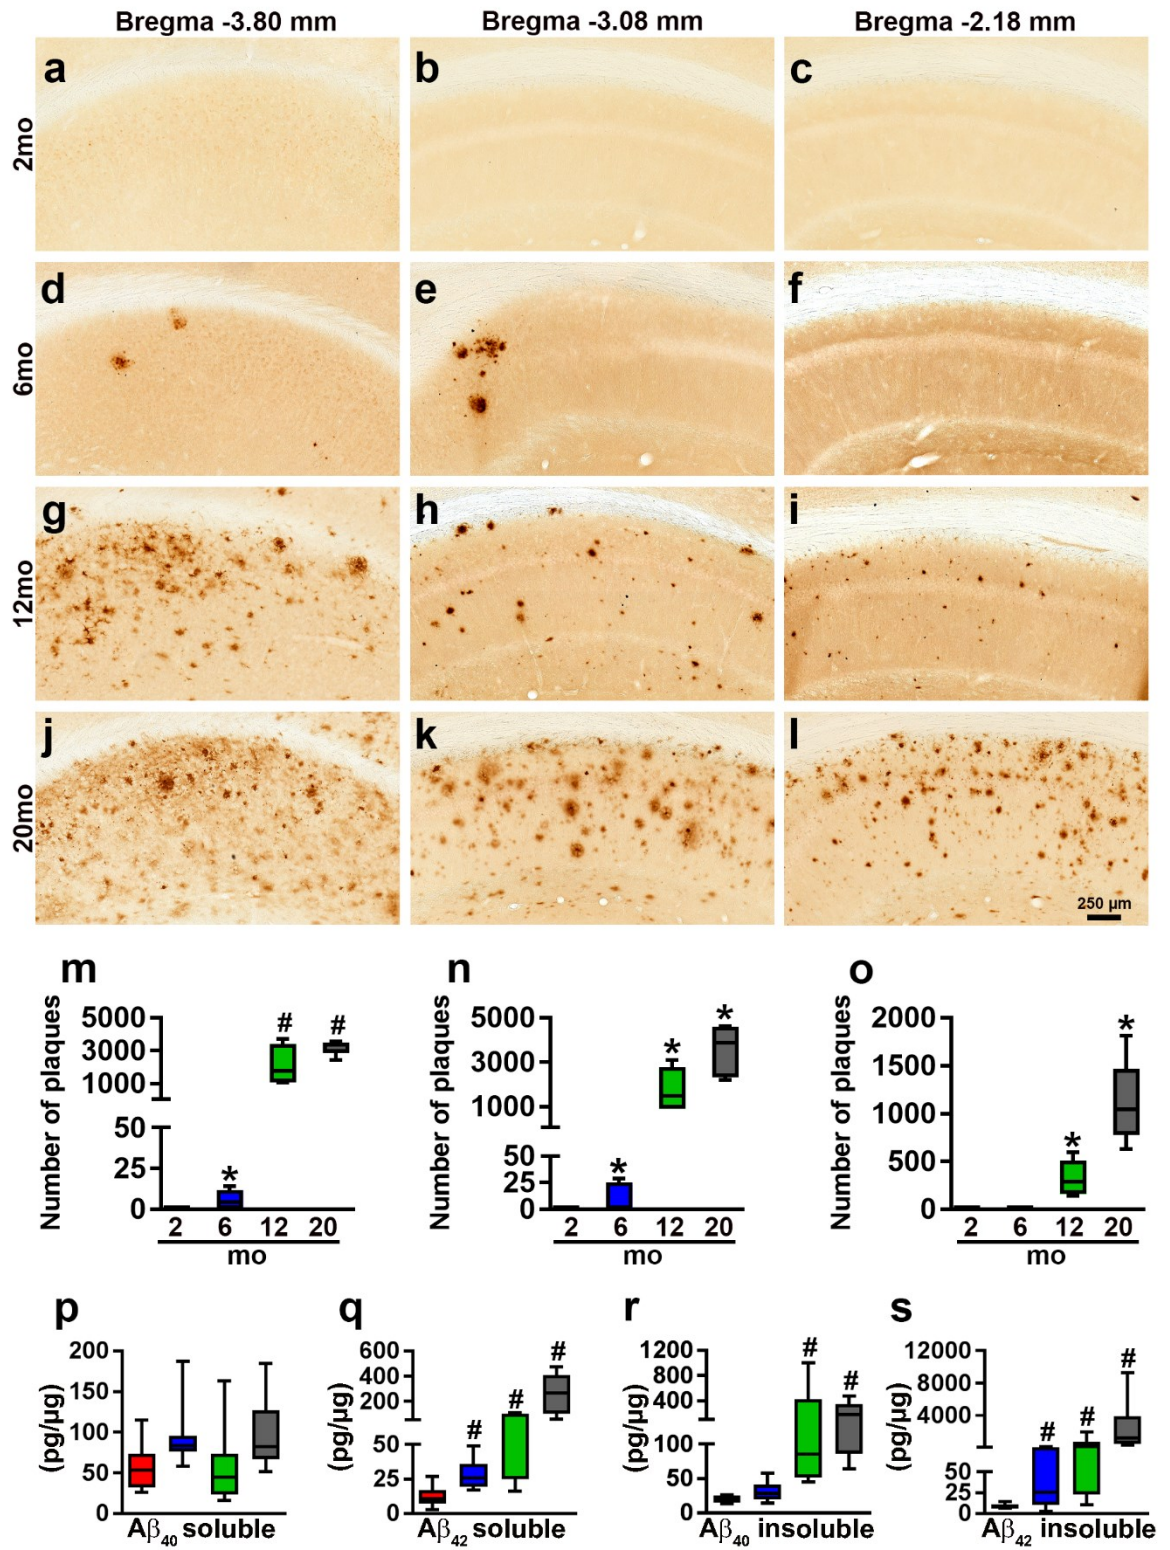 Bregma -3.80 mm Bregma -3.08 mm Bregma -2.18 mm
a b c
2mo
d e f
6mo
g h i
12mo
j k l
20mo
250 µm
m n o
Number of plaques
5000
3000
1000
50
25
0
# #
*
2 6 12 20
mo
Number of plaques
5000
3000
1000
50
25
0
* * *
2 6 12 20
mo
Number of plaques
2000
1500
1000
500
0
* *
2 6 12 20
mo
p q r s
(pg/µg)
200
150
100
50
0
Aβ40 soluble
(pg/µg)
600
400
200
50
25
0
# # #
Aβ42 soluble
(pg/µg)
1200
800
400
100
50
0
# #
Aβ40 insoluble
(pg/µg)
12000
8000
4000
50
25
0
# # #
Aβ42 insoluble